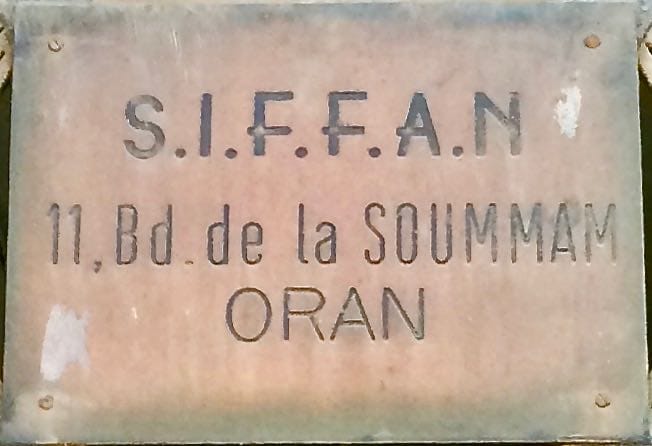 S.I.F.F.A.N
11, Bd. de la SOUMMAM
ORAN